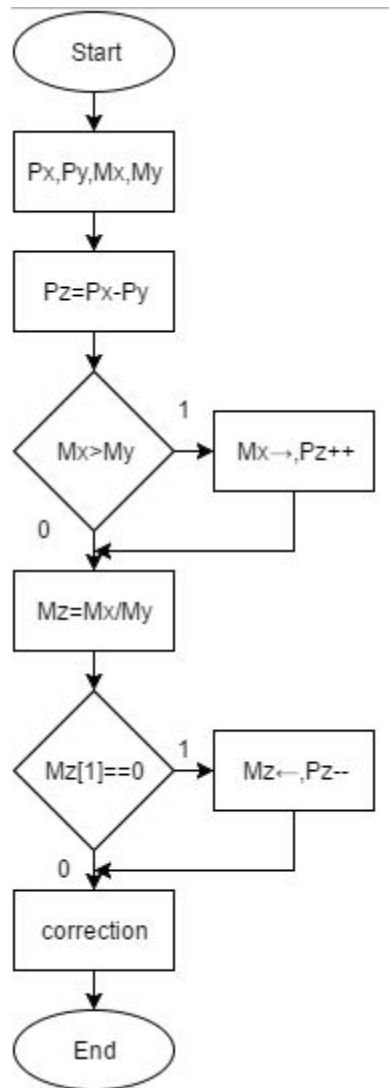 Start
Px,Py,Mx,My
Pz=Px-Py
Mx>My
1
Mx→,Pz++
0
Mz=Mx/My
Mz[1]==0
1
Mz←,Pz--
0
correction
End